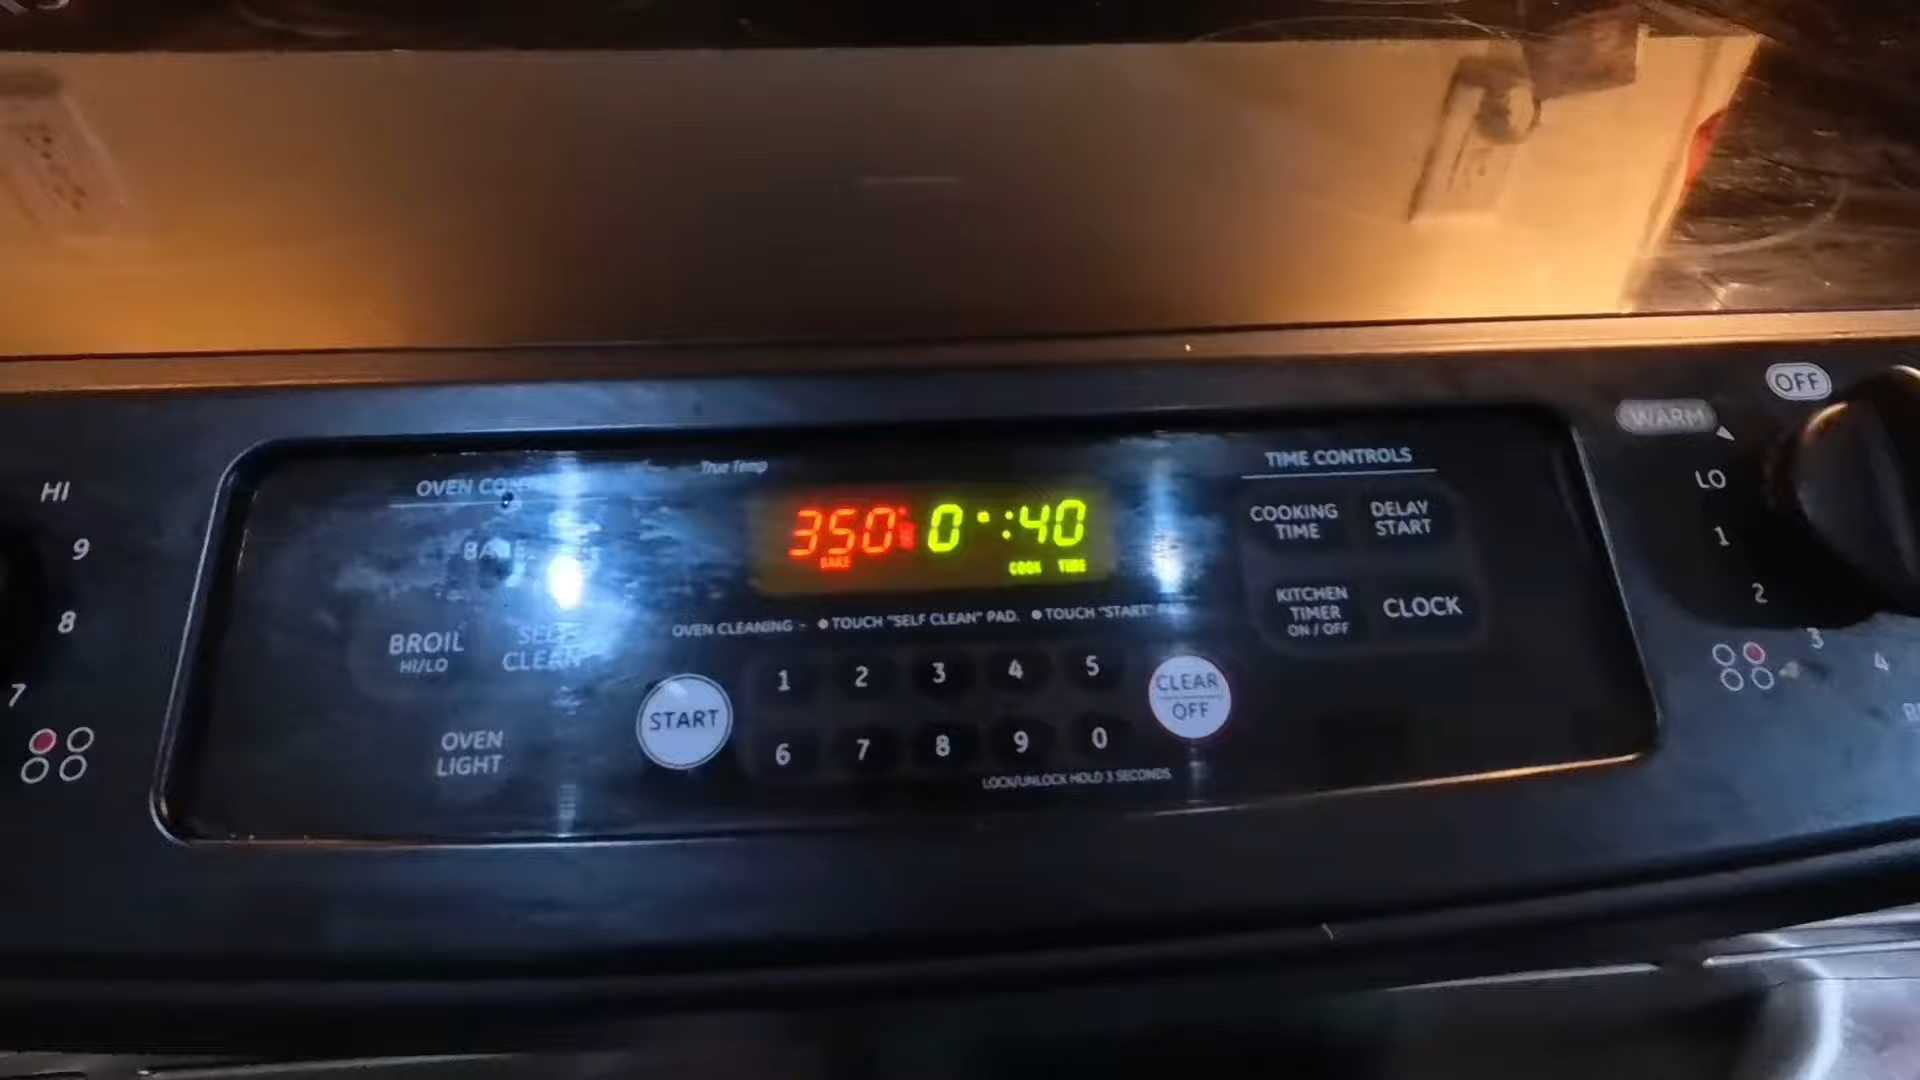 OFF
WARM
HI
9
8
7
LO
1
2
3
4
OVEN
BROIL
HI/LO
SELF
CLEAN
OVEN
LIGHT
True Temp
350°
BAKE
0:40
COOK TIME
OVEN CLEANING - • TOUCH "SELF CLEAN" PAD. • TOUCH "START" PAD.
START
1 2 3 4 5
6 7 8 9 0
CLEAR
OFF
LOCK/UNLOCK HOLD 3 SECONDS
TIME CONTROLS
COOKING
TIME
DELAY
START
KITCHEN
TIMER
ON / OFF
CLOCK